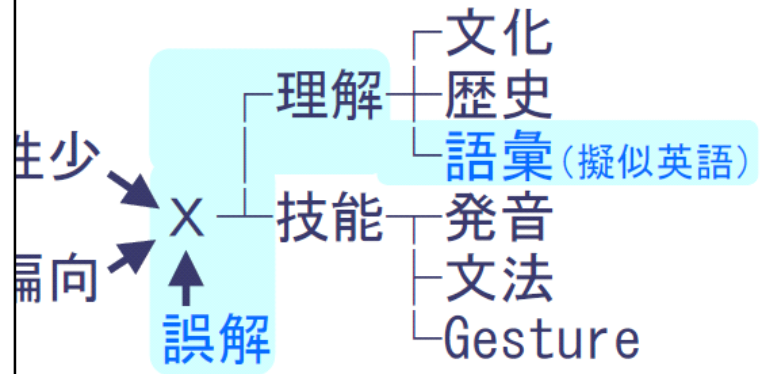 文化
理解
歴史
語彙(擬似英語)
性少
X
技能
発音
偏向
文法
誤解
Gesture